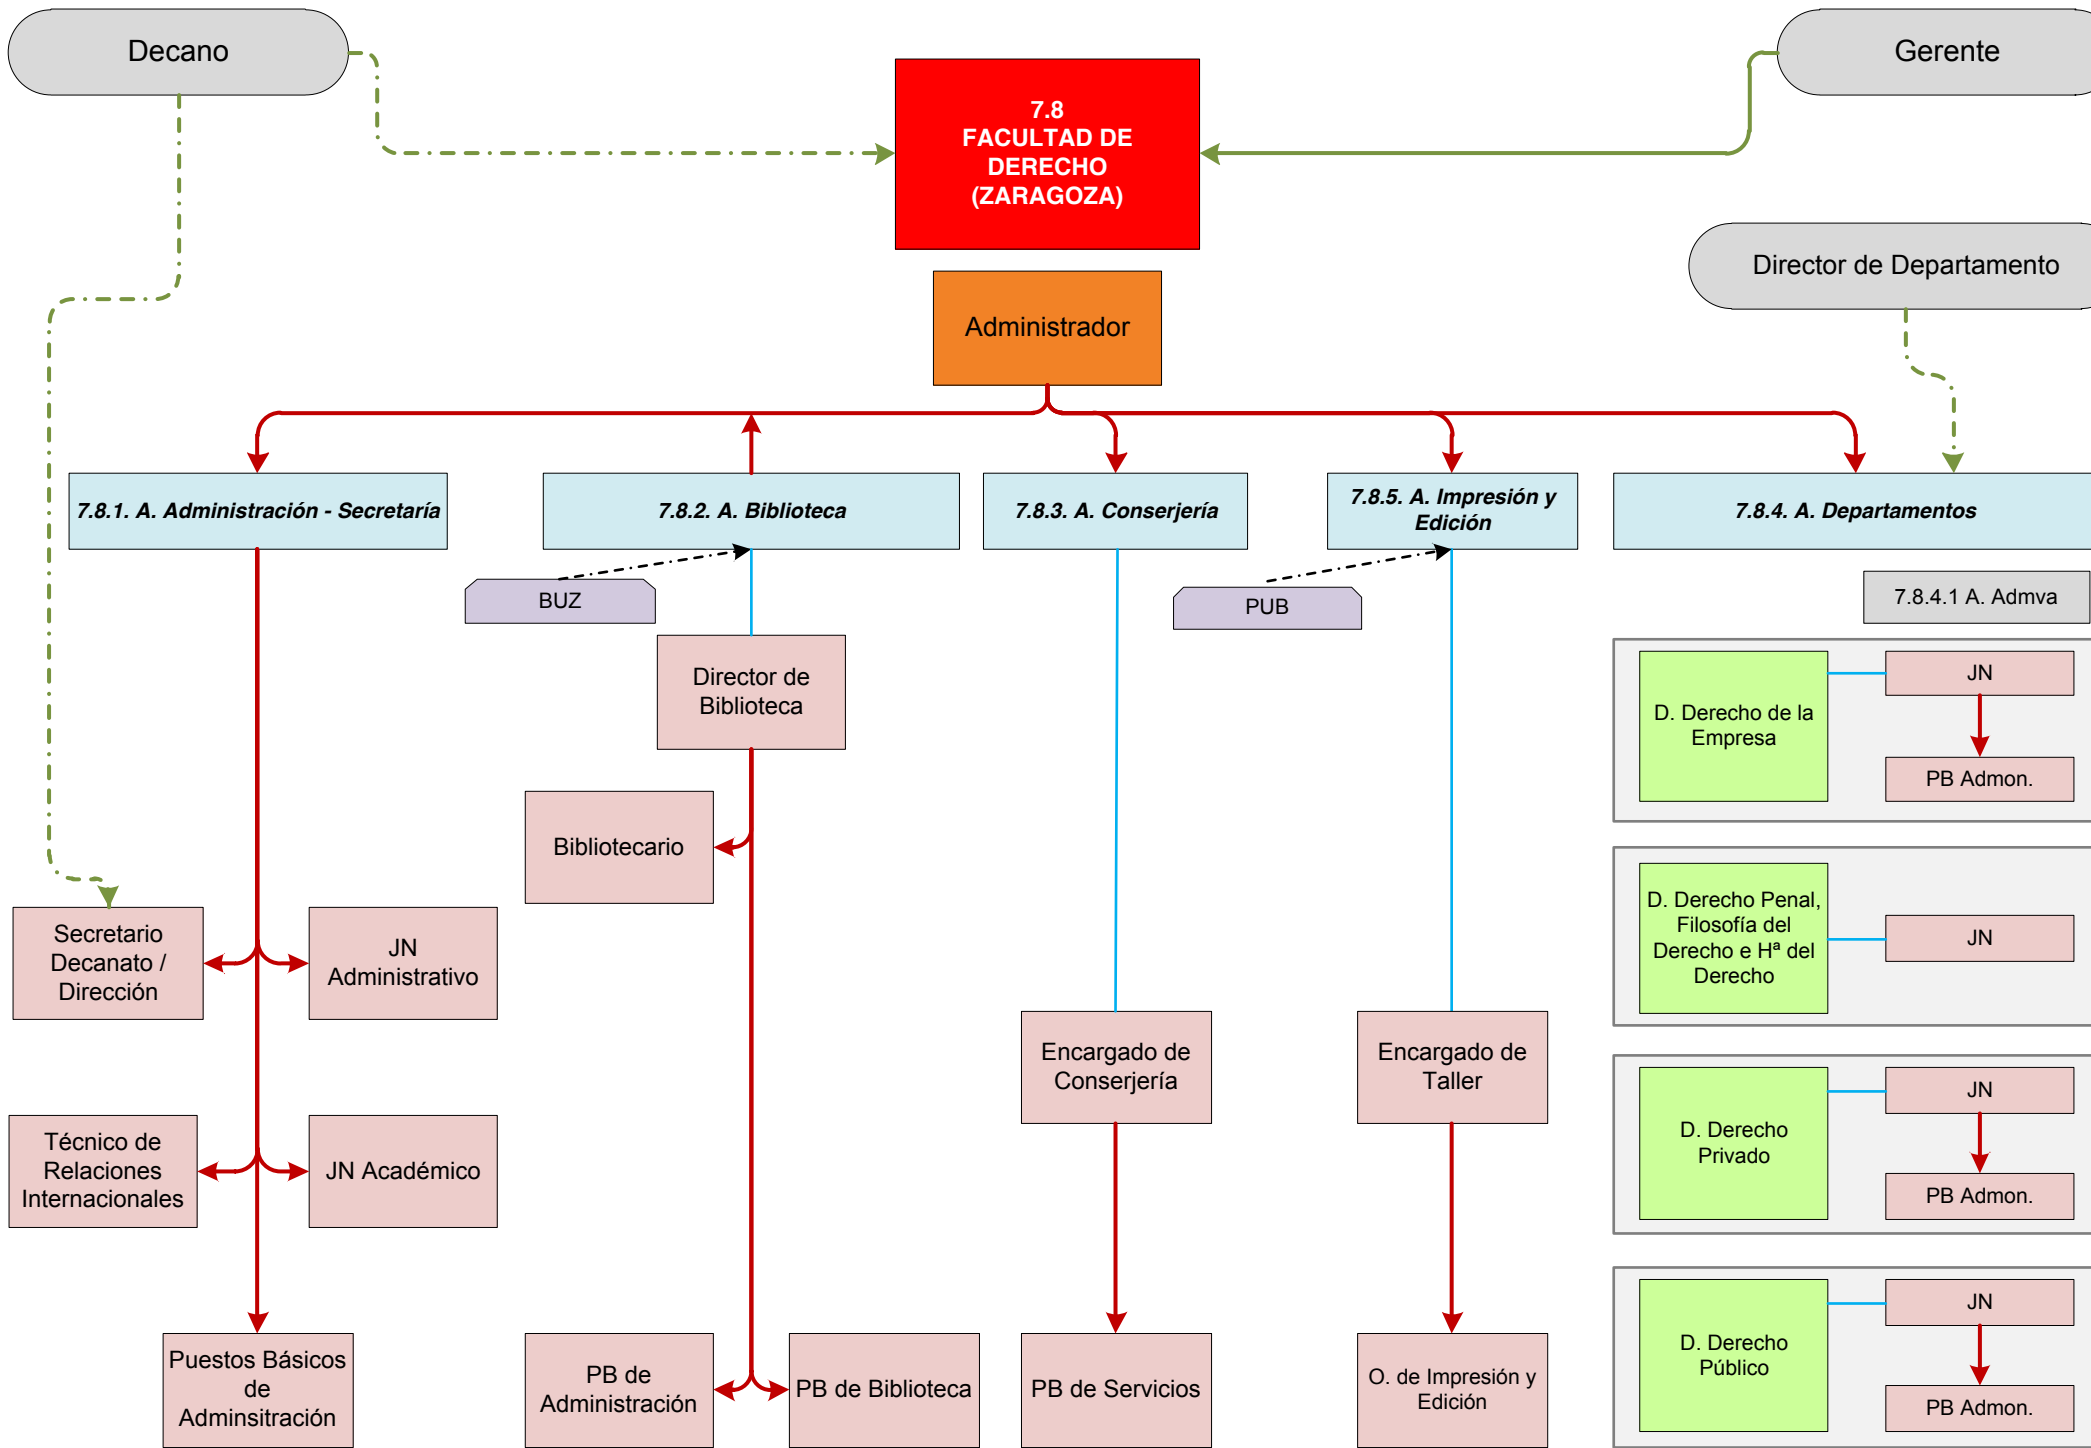 Decano
Gerente
7.8
FACULTAD DE
DERECHO
(ZARAGOZA)
Director de Departamento
Administrador
7.8.1. A. Administración - Secretaría
7.8.2. A. Biblioteca
7.8.3. A. Conserjería
7.8.5. A. Impresión y
Edición
7.8.4. A. Departamentos
BUZ
PUB
7.8.4.1 A. Admva
Director de
Biblioteca
Bibliotecario
Secretario
Decanato /
Dirección
JN
Administrativo
Técnico de
Relaciones
Internacionales
JN Académico
Puestos Básicos
de
Adminsitración
PB de
Administración
PB de Biblioteca
Encargado de
Conserjería
PB de Servicios
Encargado de
Taller
O. de Impresión y
Edición
D. Derecho de la
Empresa
JN
PB Admon.
D. Derecho Penal,
Filosofía del
Derecho e Hª del
Derecho
JN
D. Derecho
Privado
JN
PB Admon.
D. Derecho
Público
JN
PB Admon.